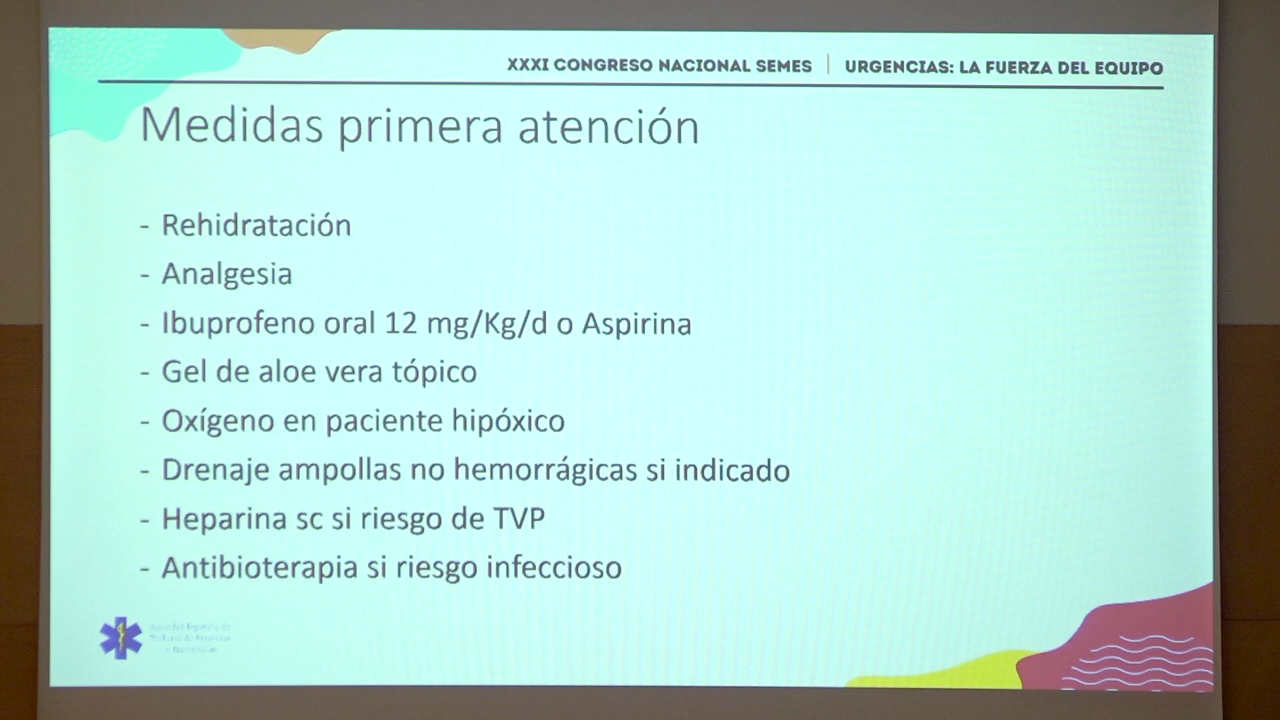 XXXI CONGRESO NACIONAL SEMES | URGENCIAS: LA FUERZA DEL EQUIPO
Medidas primera atención
- Rehidratación
- Analgesia
- Ibuprofeno oral 12 mg/Kg/d o Aspirina
- Gel de aloe vera tópico
- Oxígeno en paciente hipóxico
- Drenaje ampollas no hemorrágicas si indicado
- Heparina sc si riesgo de TVP
- Antibioterapia si riesgo infeccioso